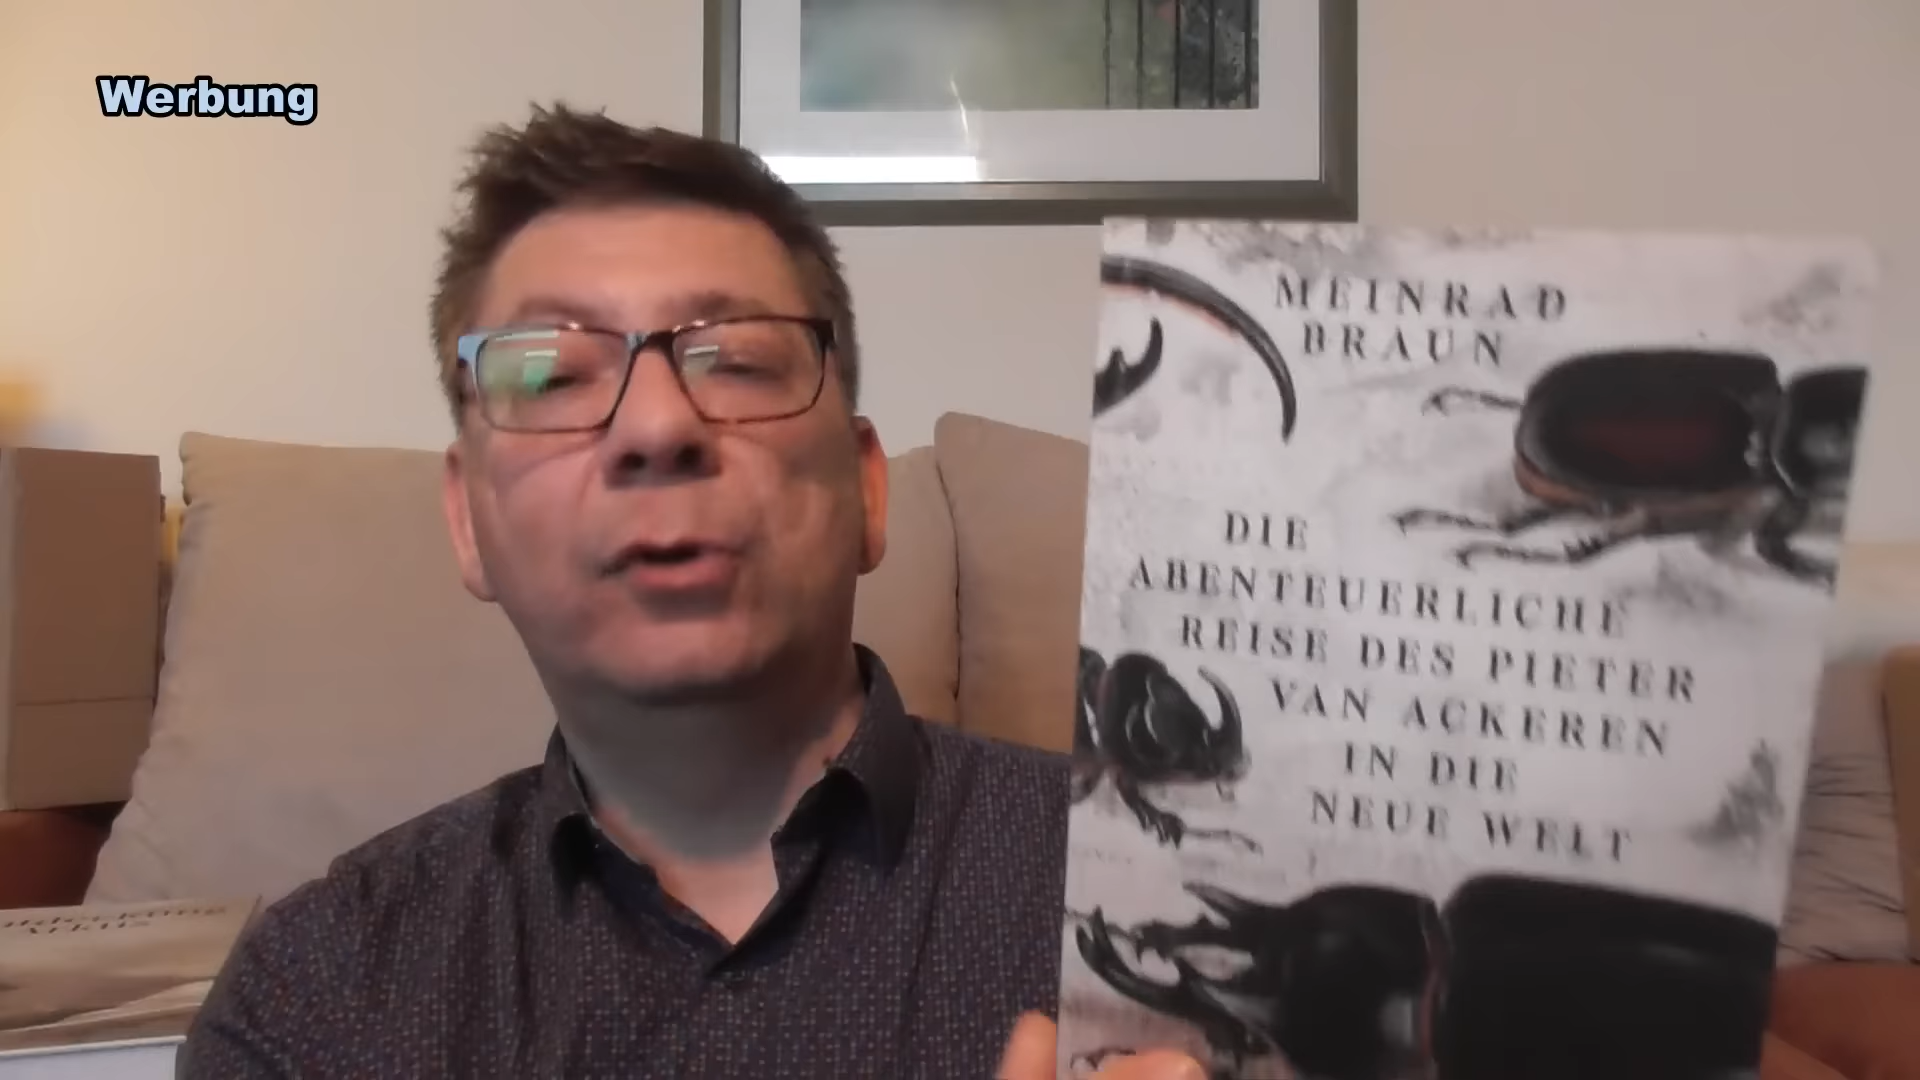 Werbung
MEINRAD
BRAUN
DIE
ABENTEUERLICHE
REISE DES PIETER
VAN ACKEREN
IN DIE
NEUE WELT